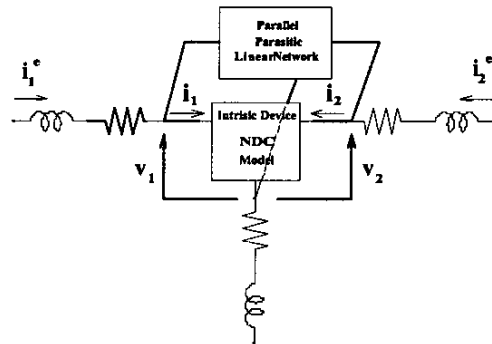 Parallel
Parasitic
LinearNetwork
i₁ᵉ
i₁
i₂
i₂ᵉ
Intrisic Device
NDC
Model
v₁
v₂